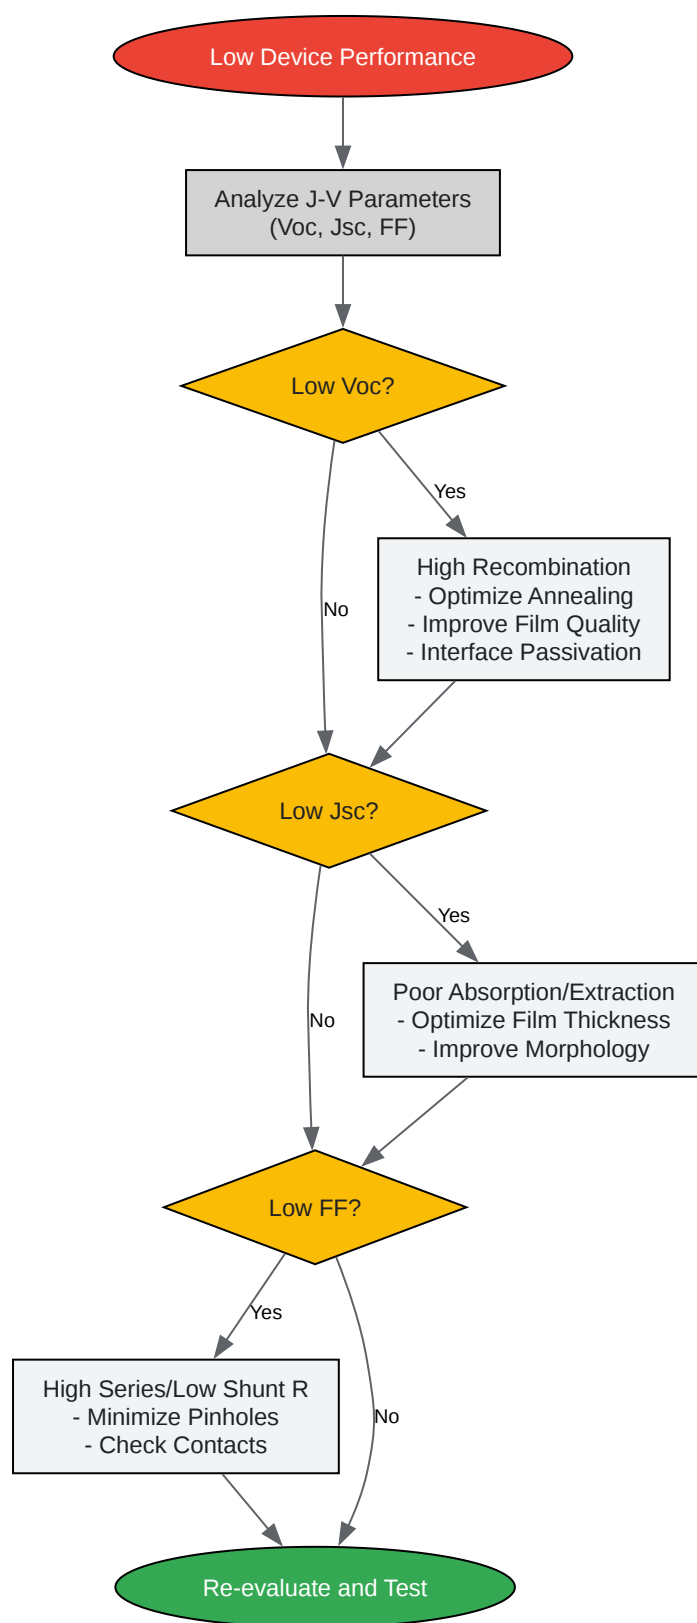 Low Device Performance
Analyze J-V Parameters
(Voc, Jsc, FF)
Low Voc?
Yes
High Recombination
- Optimize Annealing
- Improve Film Quality
- Interface Passivation
No
Low Jsc?
Yes
Poor Absorption/Extraction
- Optimize Film Thickness
- Improve Morphology
No
Low FF?
Yes
High Series/Low Shunt R
- Minimize Pinholes
- Check Contacts
No
Re-evaluate and Test